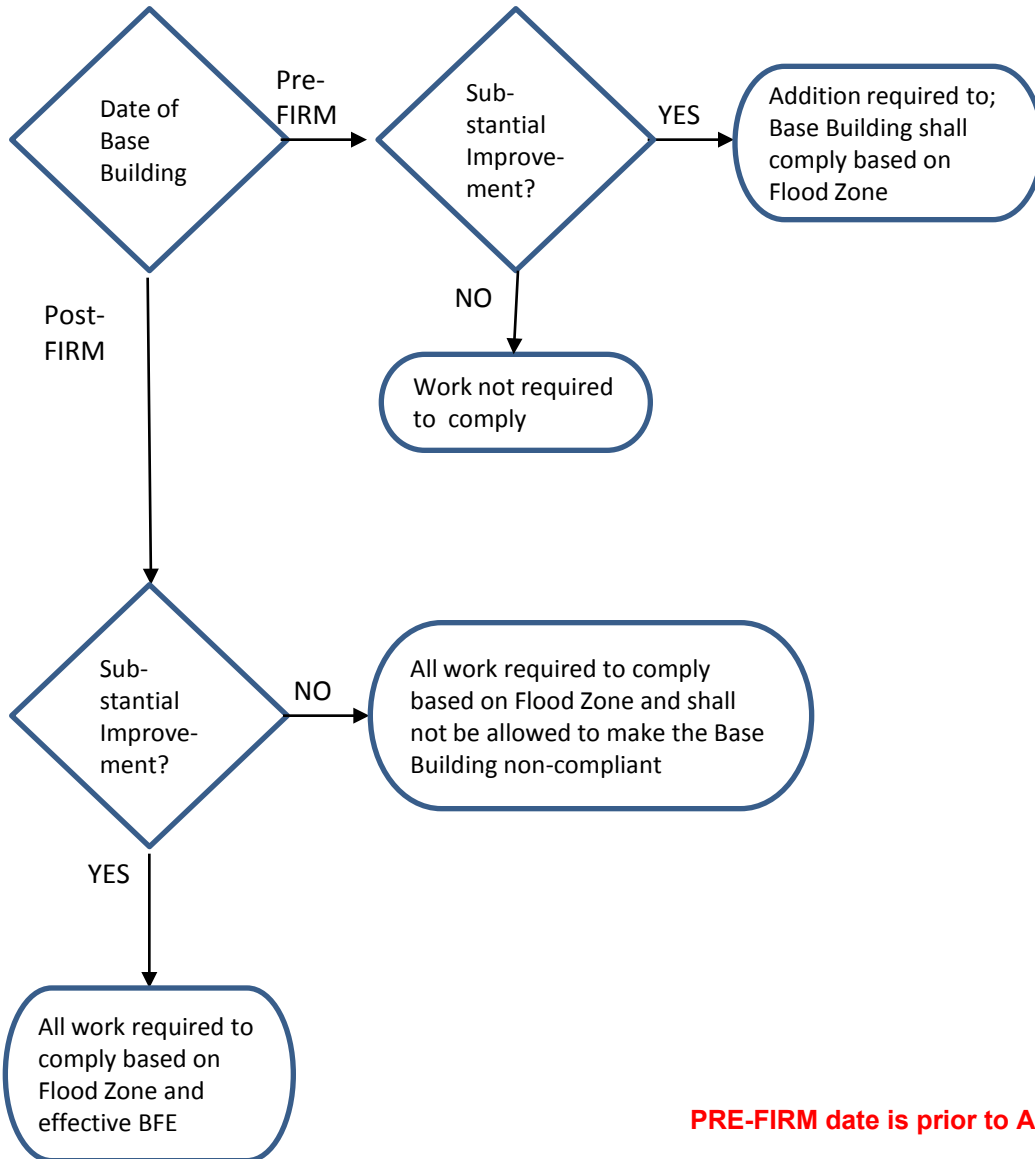 Date of
Base
Building
Pre-
FIRM
Sub-
stantial
Improve-
ment?
YES
Addition required to;
Base Building shall
comply based on
Flood Zone
NO
Work not required
to comply
Post-
FIRM
Sub-
stantial
Improve-
ment?
NO
All work required to comply
based on Flood Zone and shall
not be allowed to make the Base
Building non-compliant
YES
All work required to
comply based on
Flood Zone and
effective BFE
PRE-FIRM date is prior to A